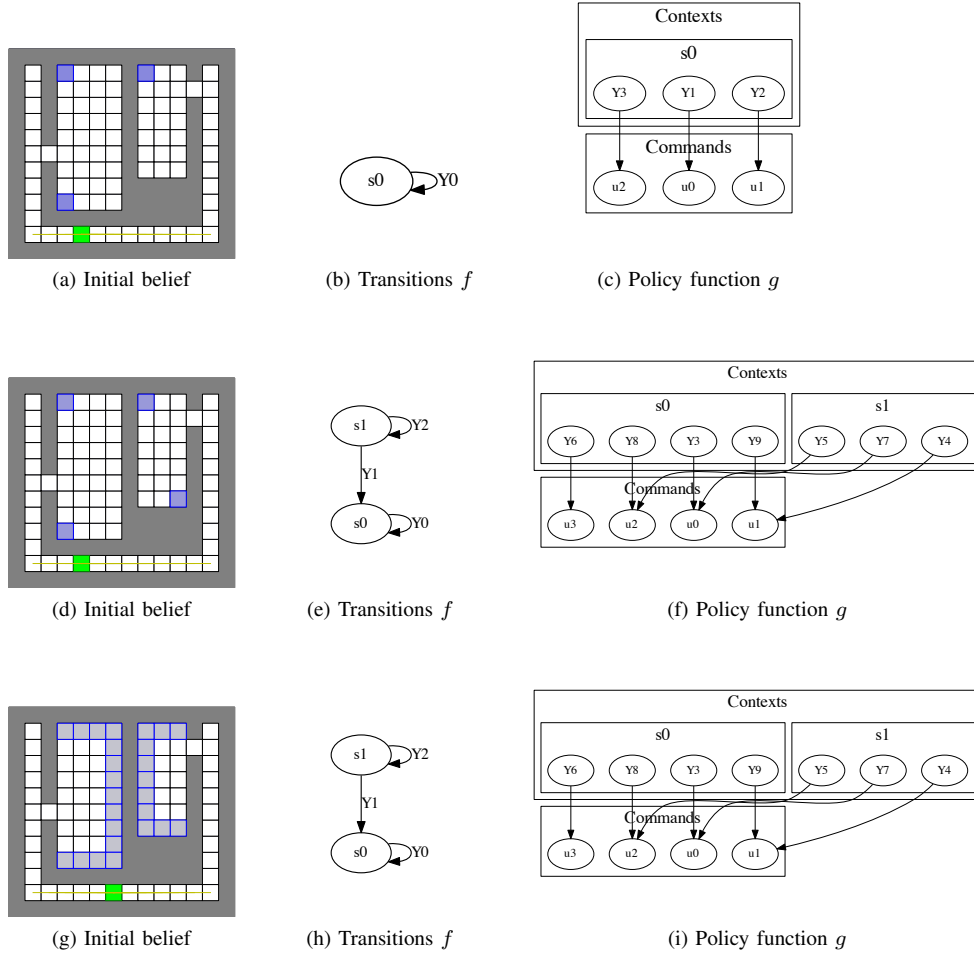 Contexts
s0
Y3 Y1 Y2
s0 Y0
Commands
u2 u0 u1
(a) Initial belief (b) Transitions f (c) Policy function g
Contexts
s1 Y2
s0 s1
Y6 Y8 Y3 Y9 Y5 Y7 Y4
Y1
Commands
s0 Y0
u3 u2 u0 u1
(d) Initial belief (e) Transitions f (f) Policy function g
Contexts
s1 Y2
s0 s1
Y6 Y8 Y3 Y9 Y5 Y7 Y4
Y1
Commands
s0 Y0
u3 u2 u0 u1
(g) Initial belief (h) Transitions f (i) Policy function g